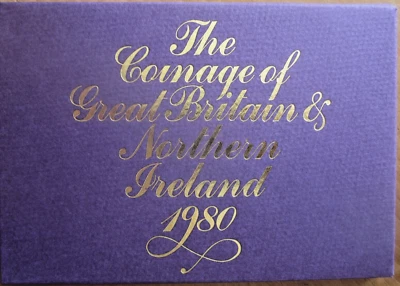 The
Coinage of
Great Britain &
Northern
Ireland
1980